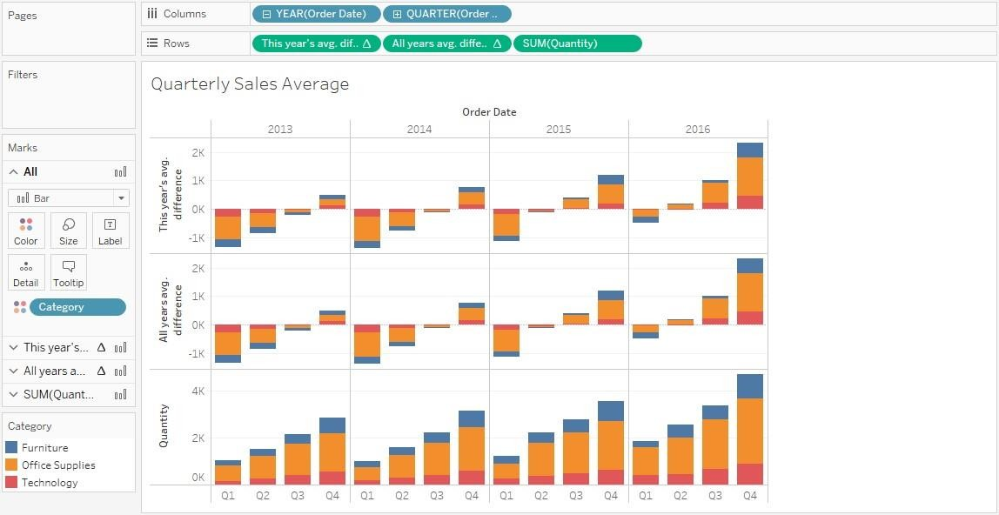 Pages
Columns
YEAR(Order Date)
QUARTER(Order ..
Rows
This year's avg. dif.. Δ
All years avg. diffe.. Δ
SUM(Quantity)
Filters
Marks
All
Bar
Color
Size
Label
Detail
Tooltip
Category
This year's... Δ
All years a... Δ
SUM(Quant...
Category
Furniture
Office Supplies
Technology
Quarterly Sales Average
Order Date
2013 2014 2015 2016
This year's avg.
difference
2K
1K
0K
-1K
All years avg.
difference
2K
1K
0K
-1K
Quantity
4K
2K
0K
Q1 Q2 Q3 Q4 Q1 Q2 Q3 Q4 Q1 Q2 Q3 Q4 Q1 Q2 Q3 Q4